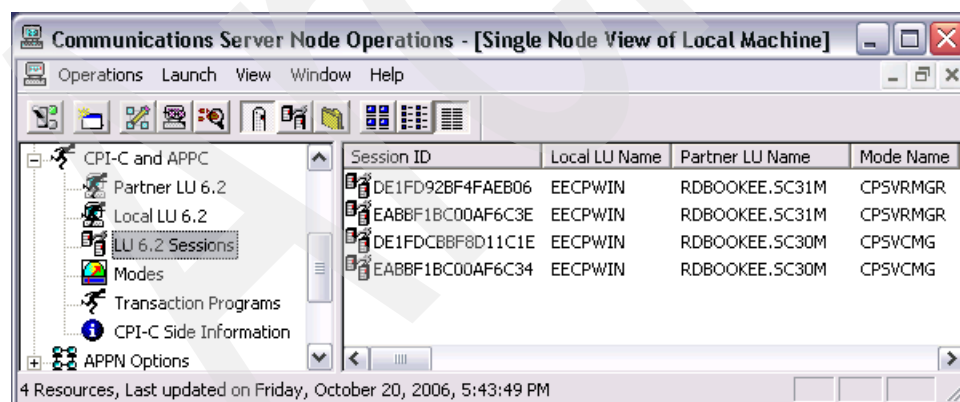 Communications Server Node Operations - [Single Node View of Local Machine]
Operations Launch View Window Help
CPI-C and APPC
Partner LU 6.2
Local LU 6.2
LU 6.2 Sessions
Modes
Transaction Programs
CPI-C Side Information
APPN Options
Session ID Local LU Name Partner LU Name Mode Name
DE1FD92BF4FAEB06 EECPWIN RDBOOKEE.SC31M CPSVRMGR
EABBF1BC00AF6C3E EECPWIN RDBOOKEE.SC31M CPSVRMGR
DE1FDCBBF8D11C1E EECPWIN RDBOOKEE.SC30M CPSVCMG
EABBF1BC00AF6C34 EECPWIN RDBOOKEE.SC30M CPSVCMG
4 Resources, Last updated on Friday, October 20, 2006, 5:43:49 PM